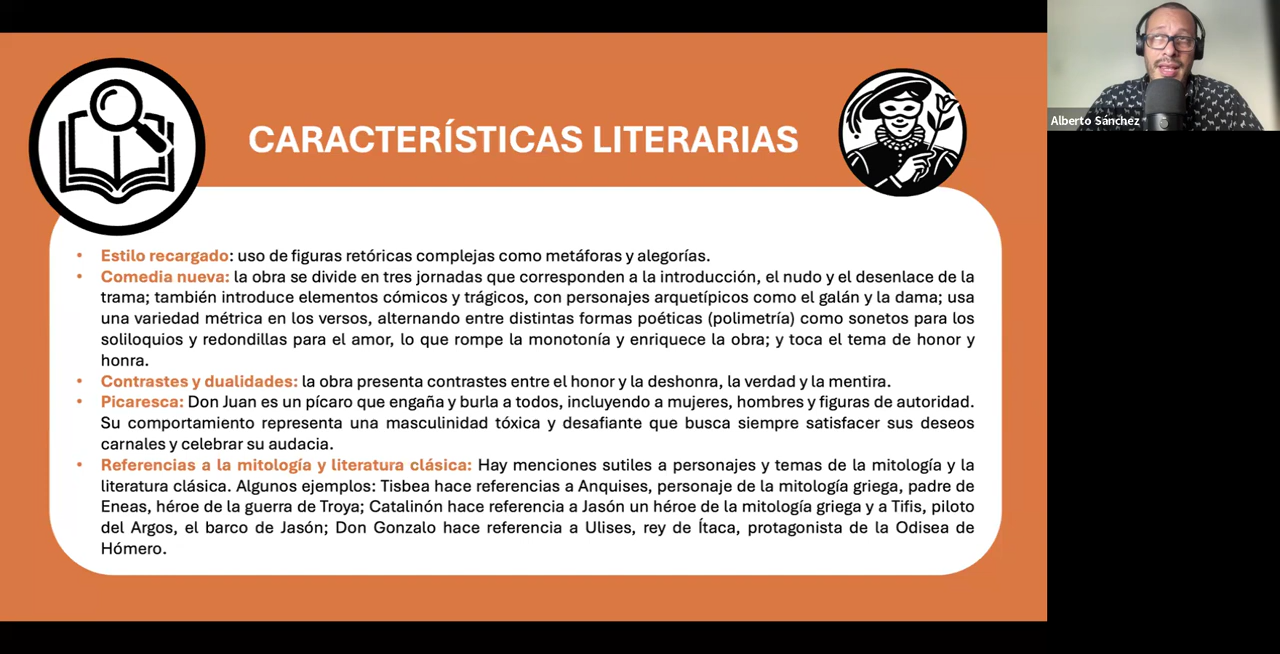 CARACTERÍSTICAS LITERARIAS
Alberto Sánchez
• Estilo recargado: uso de figuras retóricas complejas como metáforas y alegorías.
• Comedia nueva: la obra se divide en tres jornadas que corresponden a la introducción, el nudo y el desenlace de la
trama; también introduce elementos cómicos y trágicos, con personajes arquetípicos como el galán y la dama; usa
una variedad métrica en los versos, alternando entre distintas formas poéticas (polimetría) como sonetos para los
soliloquios y redondillas para el amor, lo que rompe la monotonía y enriquece la obra; y toca el tema de honor y
honra.
• Contrastes y dualidades: la obra presenta contrastes entre el honor y la deshonra, la verdad y la mentira.
• Picaresca: Don Juan es un pícaro que engaña y burla a todos, incluyendo a mujeres, hombres y figuras de autoridad.
Su comportamiento representa una masculinidad tóxica y desafiante que busca siempre satisfacer sus deseos
carnales y celebrar su audacia.
• Referencias a la mitología y literatura clásica: Hay menciones sutiles a personajes y temas de la mitología y la
literatura clásica. Algunos ejemplos: Tisbea hace referencias a Anquises, personaje de la mitología griega, padre de
Eneas, héroe de la guerra de Troya; Catalinón hace referencia a Jasón un héroe de la mitología griega y a Tifis, piloto
del Argos, el barco de Jasón; Don Gonzalo hace referencia a Ulises, rey de Ítaca, protagonista de la Odisea de
Hómero.